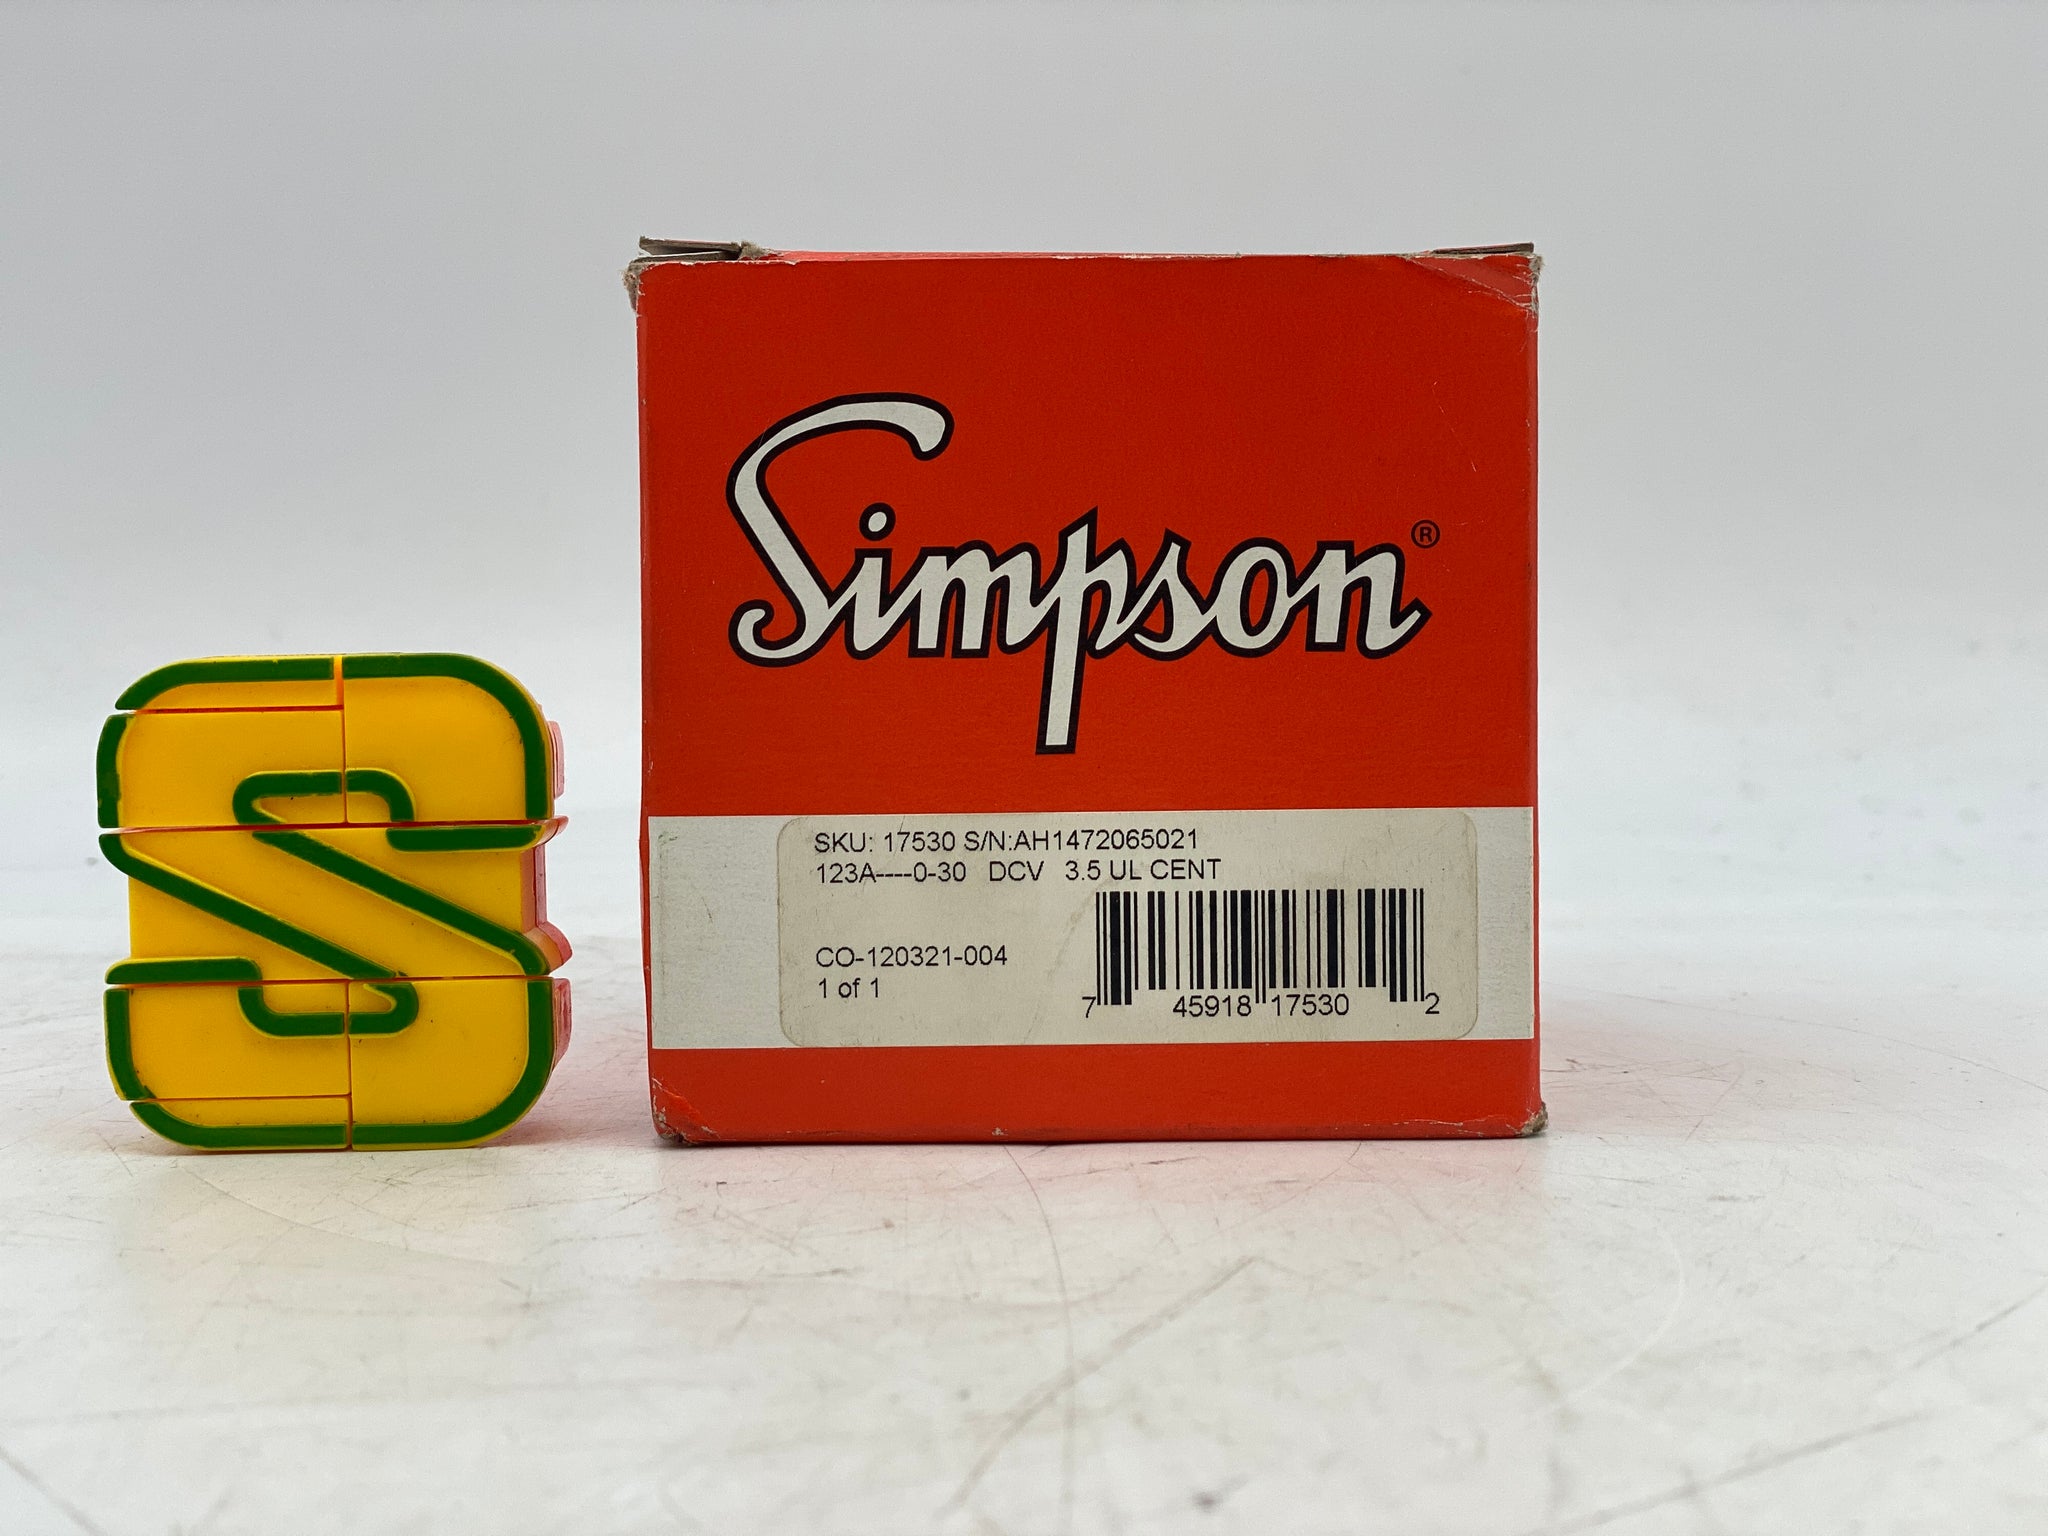 S
Simpson®
SKU: 17530 S/N:AH1472065021
123A----0-30 DCV 3.5 UL CENT
CO-120321-004
1 of 1
7 45918 17530 2